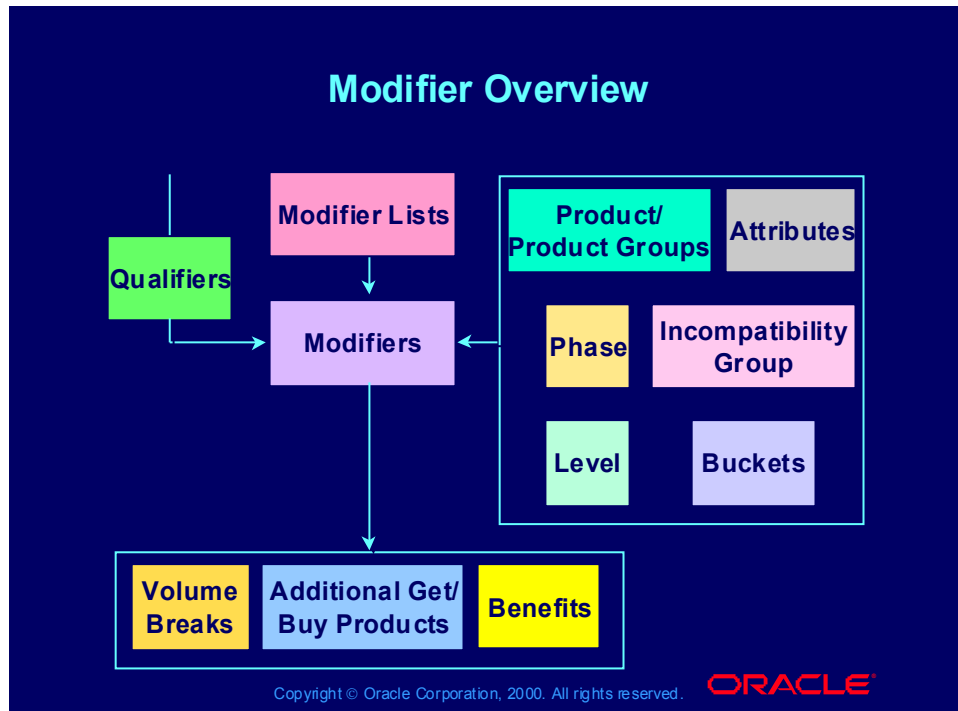 Modifier Overview
Modifier Lists
Product/
Product Groups
Attributes
Qualifiers
Modifiers
Phase
Incompatibility
Group
Level
Buckets
Volume
Breaks
Additional Get/
Buy Products
Benefits
Copyright © Oracle Corporation, 2000. All rights reserved.
ORACLE®